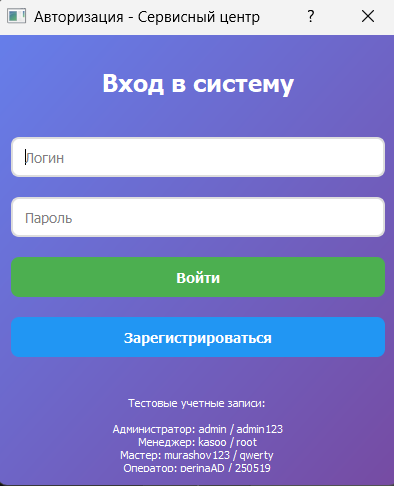 Авторизация - Сервисный центр ?
Вход в систему
Логин
Пароль
Войти
Зарегистрироваться
Тестовые учетные записи:
Администратор: admin / admin123
Менеджер: kasoo / root
Мастер: murashov123 / qwerty
Оператор: perinaAD / 250519